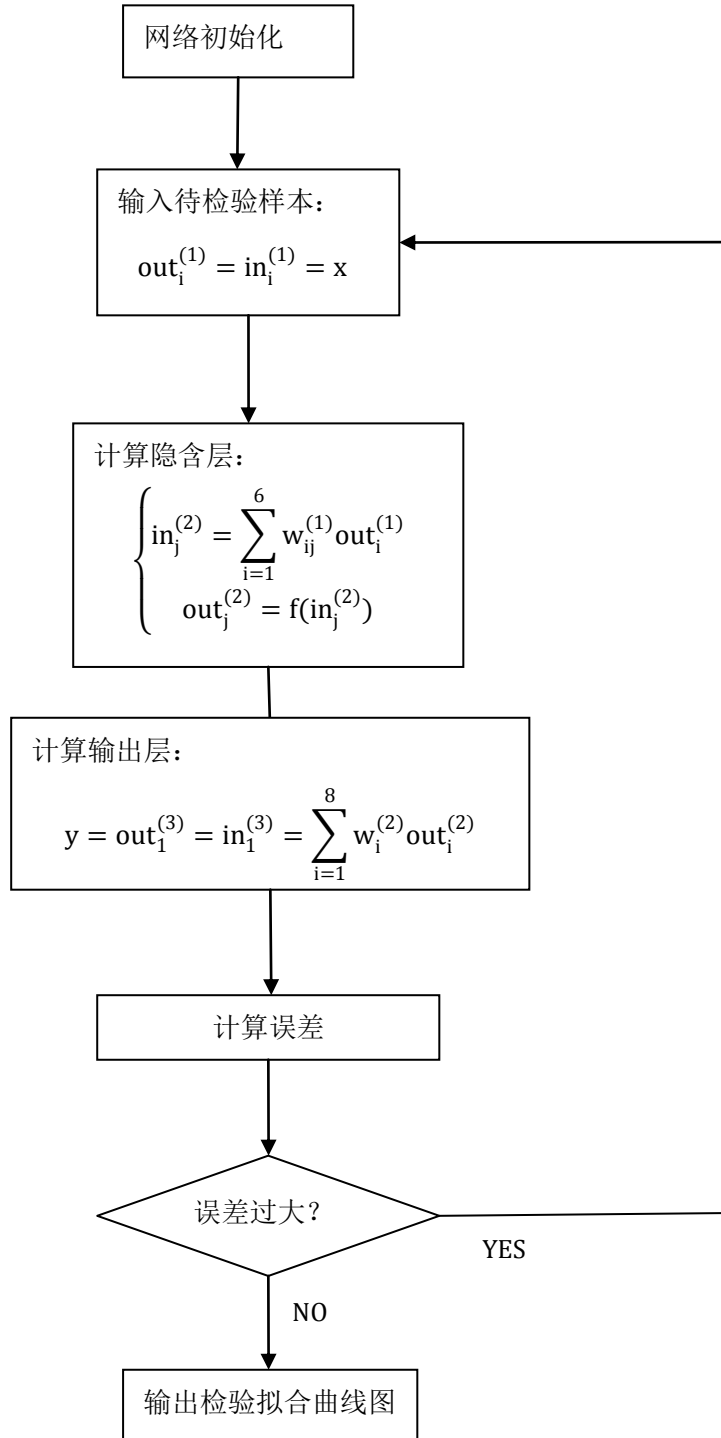 网络初始化
输入待检验样本：
out_i^(1) = in_i^(1) = x
计算隐含层：
in_j^(2) = ∑_{i=1}^{6} w_ij^(1) out_i^(1)
out_j^(2) = f(in_j^(2))
计算输出层：
y = out_1^(3) = in_1^(3) = ∑_{i=1}^{8} w_i^(2) out_i^(2)
计算误差
误差过大？
YES
NO
输出检验拟合曲线图